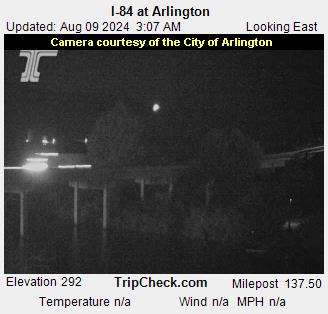 I-84 at Arlington
Updated: Aug 09 2024 3:07 AM Looking East
Camera courtesy of the City of Arlington
Elevation 292 TripCheck.com Milepost 137.50
Temperature n/a Wind n/a MPH n/a